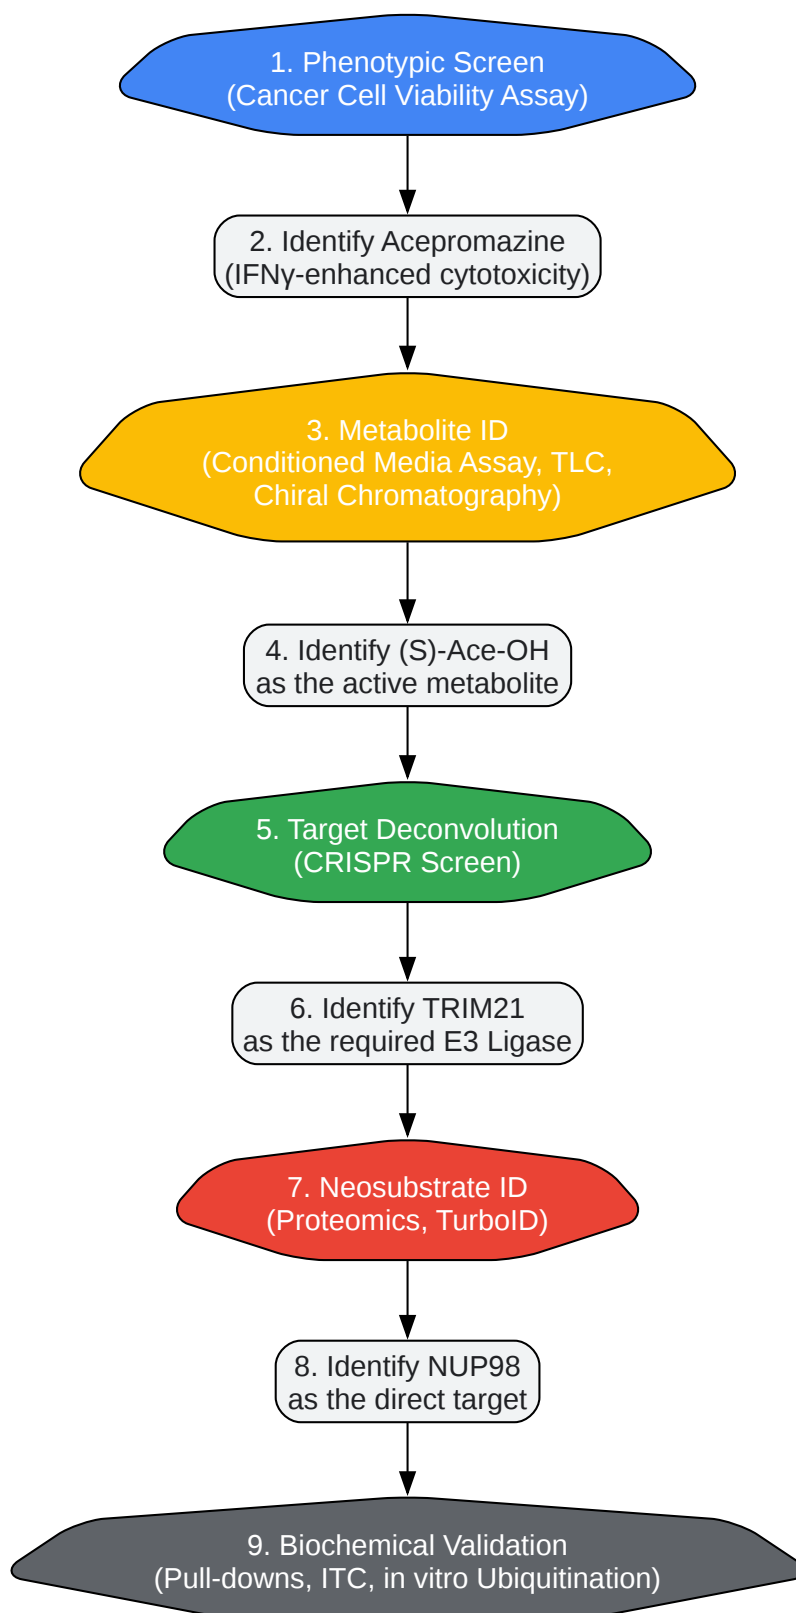 1. Phenotypic Screen
(Cancer Cell Viability Assay)
2. Identify Acepromazine
(IFNγ-enhanced cytotoxicity)
3. Metabolite ID
(Conditioned Media Assay, TLC,
Chiral Chromatography)
4. Identify (S)-Ace-OH
as the active metabolite
5. Target Deconvolution
(CRISPR Screen)
6. Identify TRIM21
as the required E3 Ligase
7. Neosubstrate ID
(Proteomics, TurboID)
8. Identify NUP98
as the direct target
9. Biochemical Validation
(Pull-downs, ITC, in vitro Ubiquitination)